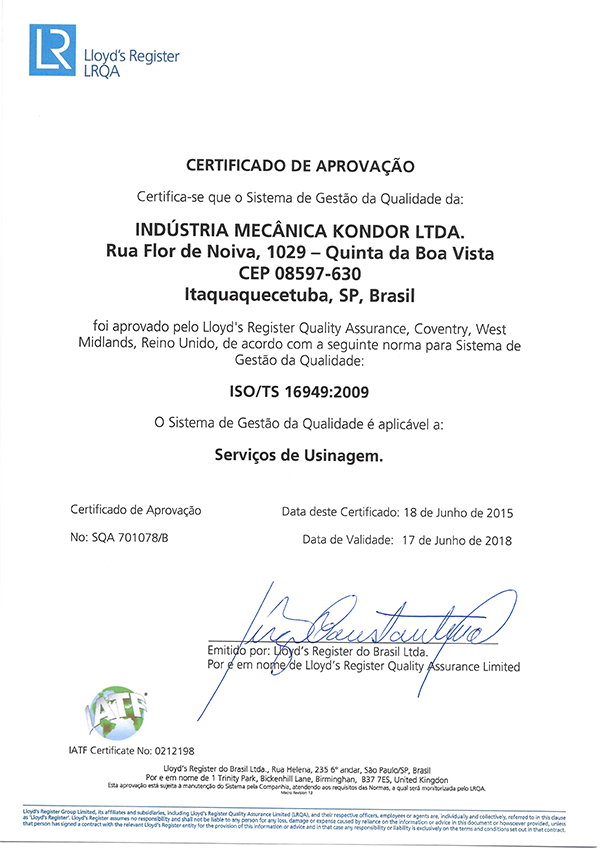 LR
Lloyd's Register
LRQA
CERTIFICADO DE APROVAÇÃO
Certifica-se que o Sistema de Gestão da Qualidade da:
INDÚSTRIA MECÂNICA KONDOR LTDA.
Rua Flor de Noiva, 1029 – Quinta da Boa Vista
CEP 08597-630
Itaquaquecetuba, SP, Brasil
foi aprovado pelo Lloyd's Register Quality Assurance, Coventry, West
Midlands, Reino Unido, de acordo com a seguinte norma para Sistema de
Gestão da Qualidade:
ISO/TS 16949:2009
O Sistema de Gestão da Qualidade é aplicável a:
Serviços de Usinagem.
Certificado de Aprovação
Data deste Certificado: 18 de Junho de 2015
No: SQA 701078/B
Data de Validade: 17 de Junho de 2018
Emitido por: Lloyd's Register do Brasil Ltda.
Por e em nome de Lloyd's Register Quality Assurance Limited
IATF
IATF Certificate No: 0212198
Lloyd's Register do Brasil Ltda., Rua Helena, 235 6º andar, São Paulo/SP, Brasil
Por e em nome de 1 Trinity Park, Bickenhill Lane, Birminghan, B37 7ES, United Kingdon
Esta aprovação está sujeita à manutenção do Sistema pela Companhia, atendendo aos requisitos das Normas, a qual será monitorizada pelo LRQA.
Macro Revision 13
Lloyd's Register Group Limited, its affiliates and subsidiaries, including Lloyd's Register Quality Assurance Limited (LRQA), and their respective officers, employees or agents are, individually and collectively, referred to in this clause
as 'Lloyd's Register'. Lloyd's Register assumes no responsibility and shall not be liable to any person for any loss, damage or expense caused by reliance on the information or advice in this document or howsoever provided, unless
that person has signed a contract with the relevant Lloyd's Register entity for the provision of this information or advice and in that case any responsibility or liability is exclusively on the terms and conditions set out in that contract.